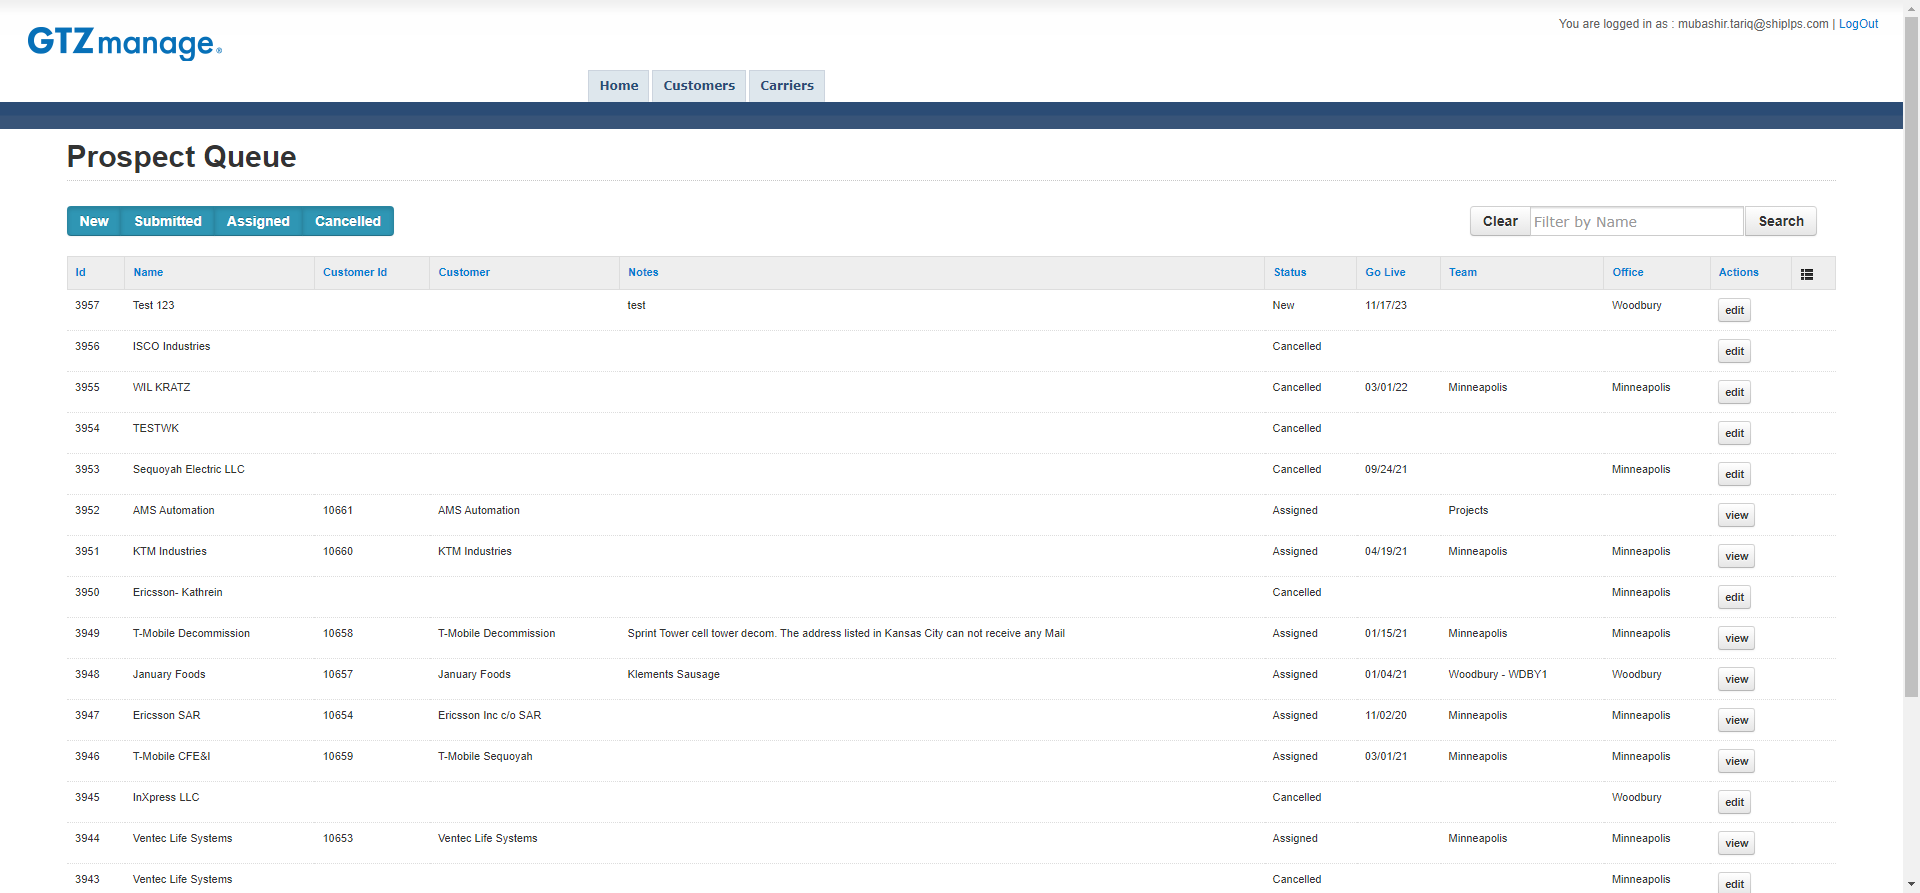 GTZmanage®
You are logged in as : mubashir.tariq@shiplps.com | LogOut
Home Customers Carriers
Prospect Queue
New Submitted Assigned Cancelled
Clear Filter by Name Search
Id Name Customer Id Customer Notes Status Go Live Team Office Actions
3957 Test 123 test New 11/17/23 Woodbury edit
3956 ISCO Industries Cancelled edit
3955 WIL KRATZ Cancelled 03/01/22 Minneapolis Minneapolis edit
3954 TESTWK Cancelled edit
3953 Sequoyah Electric LLC Cancelled 09/24/21 Minneapolis edit
3952 AMS Automation 10661 AMS Automation Assigned Projects view
3951 KTM Industries 10660 KTM Industries Assigned 04/19/21 Minneapolis Minneapolis view
3950 Ericsson- Kathrein Cancelled Minneapolis edit
3949 T-Mobile Decommission 10658 T-Mobile Decommission Sprint Tower cell tower decom. The address listed in Kansas City can not receive any Mail Assigned 01/15/21 Minneapolis Minneapolis view
3948 January Foods 10657 January Foods Klements Sausage Assigned 01/04/21 Woodbury - WDBY1 Woodbury view
3947 Ericsson SAR 10654 Ericsson Inc c/o SAR Assigned 11/02/20 Minneapolis Minneapolis view
3946 T-Mobile CFE&I 10659 T-Mobile Sequoyah Assigned 03/01/21 Minneapolis Minneapolis view
3945 InXpress LLC Cancelled Woodbury edit
3944 Ventec Life Systems 10653 Ventec Life Systems Assigned Minneapolis Minneapolis view
3943 Ventec Life Systems Cancelled Minneapolis edit